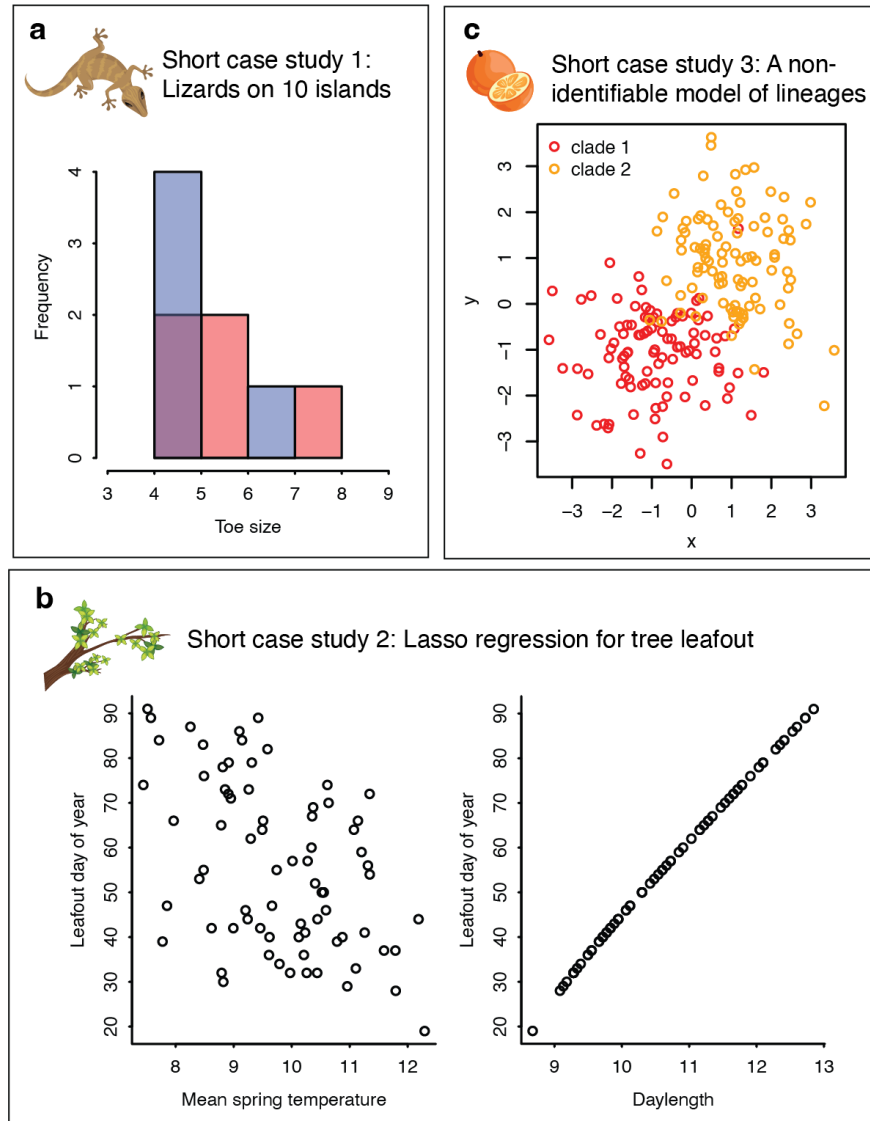 a
Short case study 1:
Lizards on 10 islands
Frequency
4
3
2
1
0
3 4 5 6 7 8 9
Toe size
c
Short case study 3: A non-
identifiable model of lineages
clade 1
clade 2
y
3
2
1
0
−1
−2
−3
−3 −2 −1 0 1 2 3
x
b
Short case study 2: Lasso regression for tree leafout
Leafout day of year
90
80
70
60
50
40
30
20
8 9 10 11 12
Mean spring temperature
Leafout day of year
90
80
70
60
50
40
30
20
9 10 11 12 13
Daylength